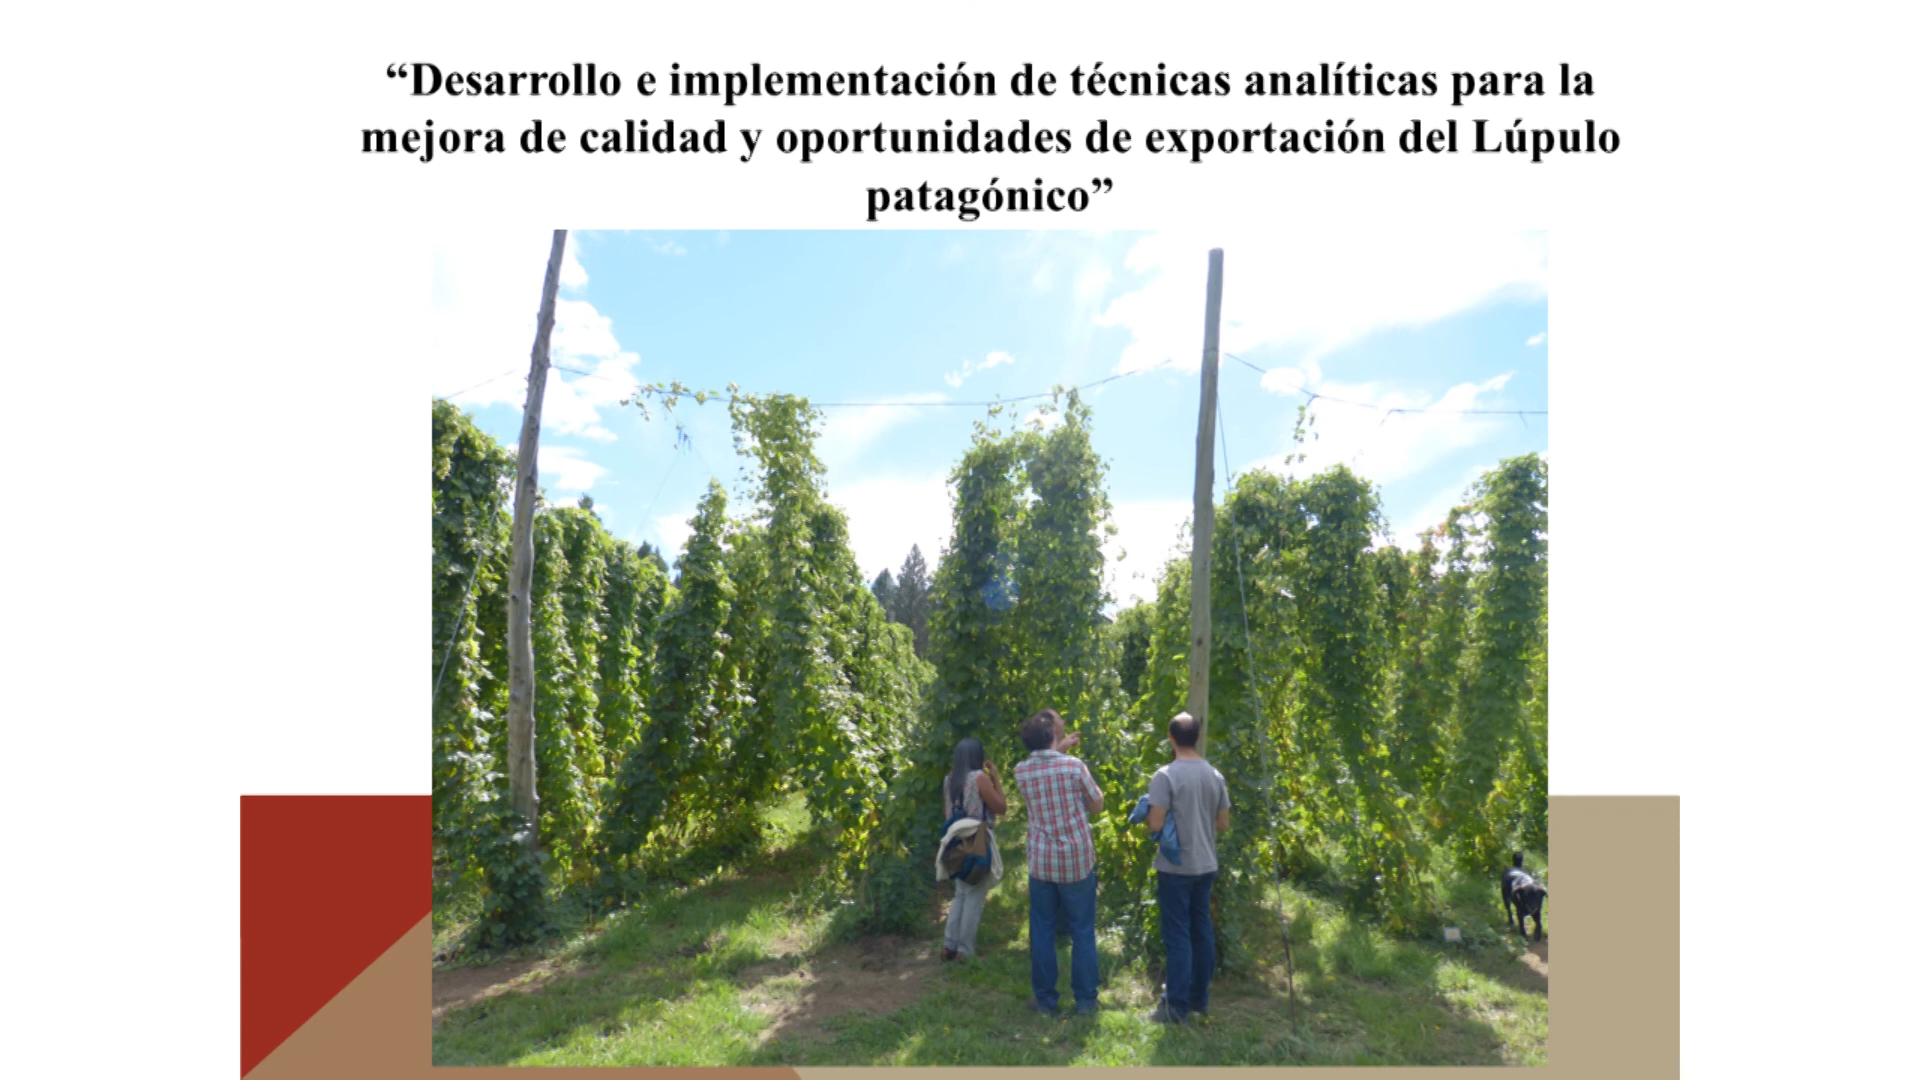 “Desarrollo e implementación de técnicas analíticas para la
mejora de calidad y oportunidades de exportación del Lúpulo
patagónico”